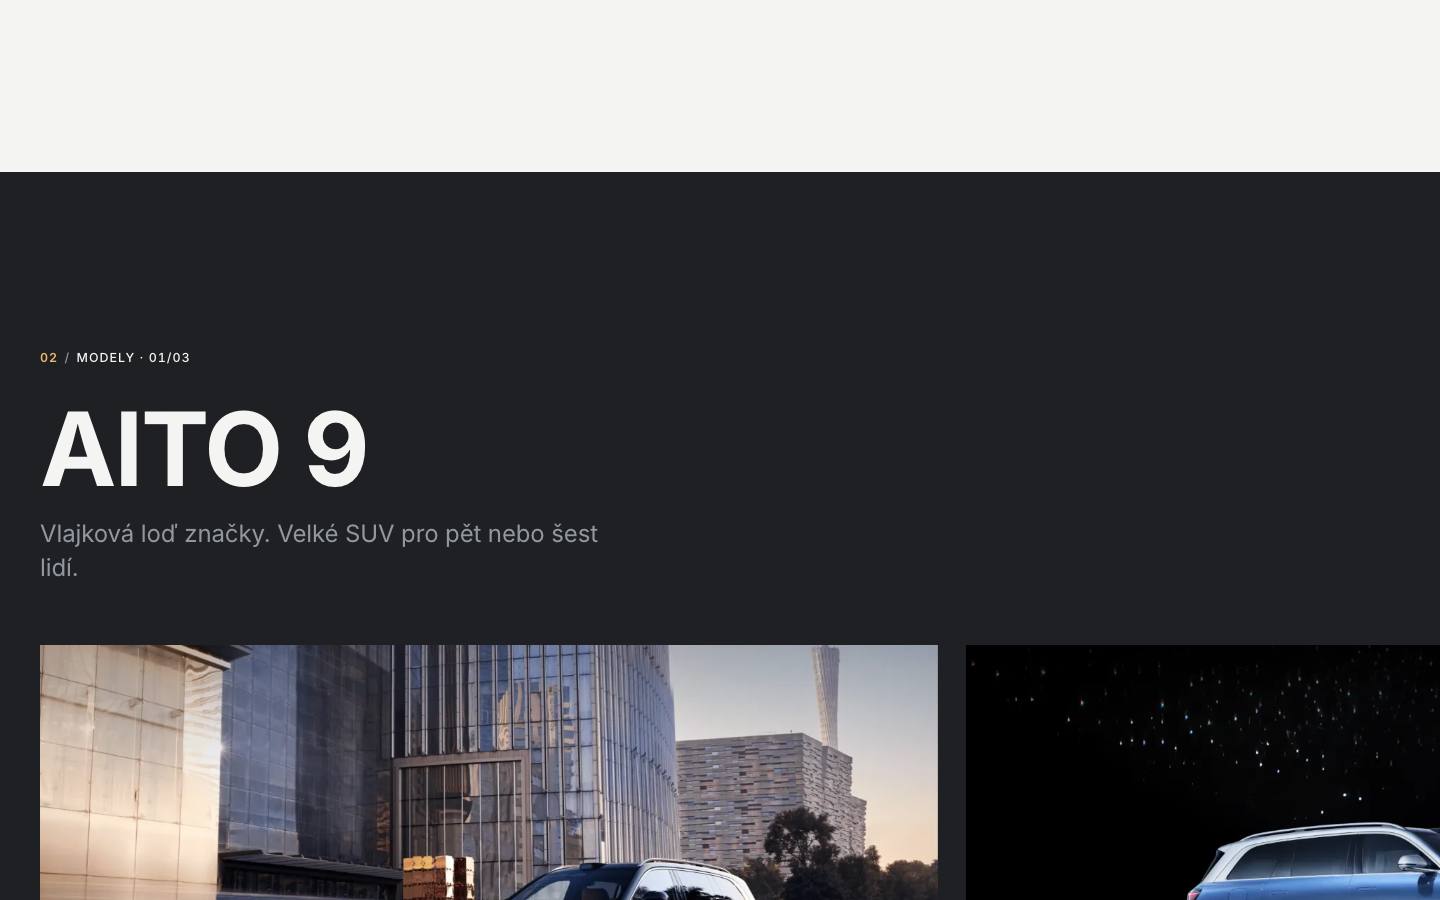 02 / MODELY · 01/03
AITO 9
Vlajková loď značky. Velké SUV pro pět nebo šest
lidí.